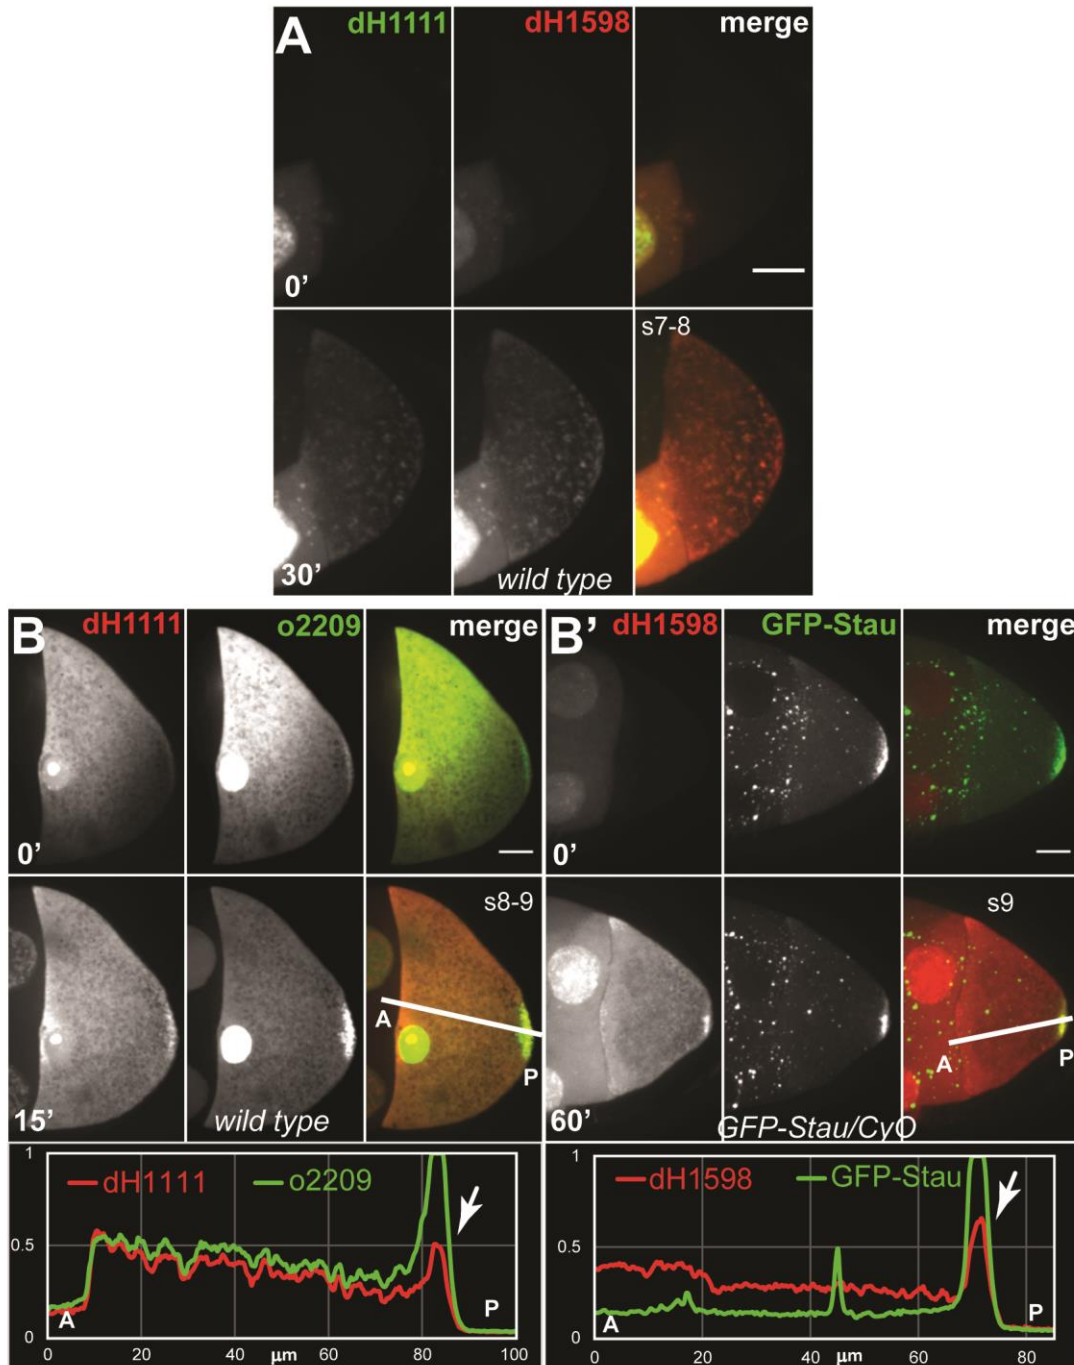 A dH1111 dH1598 merge
0'
s7-8
30' wild type
B dH1111 o2209 merge
0'
s8-9
A
P
15' wild type
B' dH1598 GFP-Stau merge
0'
s9
A
P
60' GFP-Stau/CyO
1
dH1111 o2209
0.5
A P
0
0 20 40 µm 60 80 100
1
dH1598 GFP-Stau
0.5
A P
0
0 20 40 µm 60 80